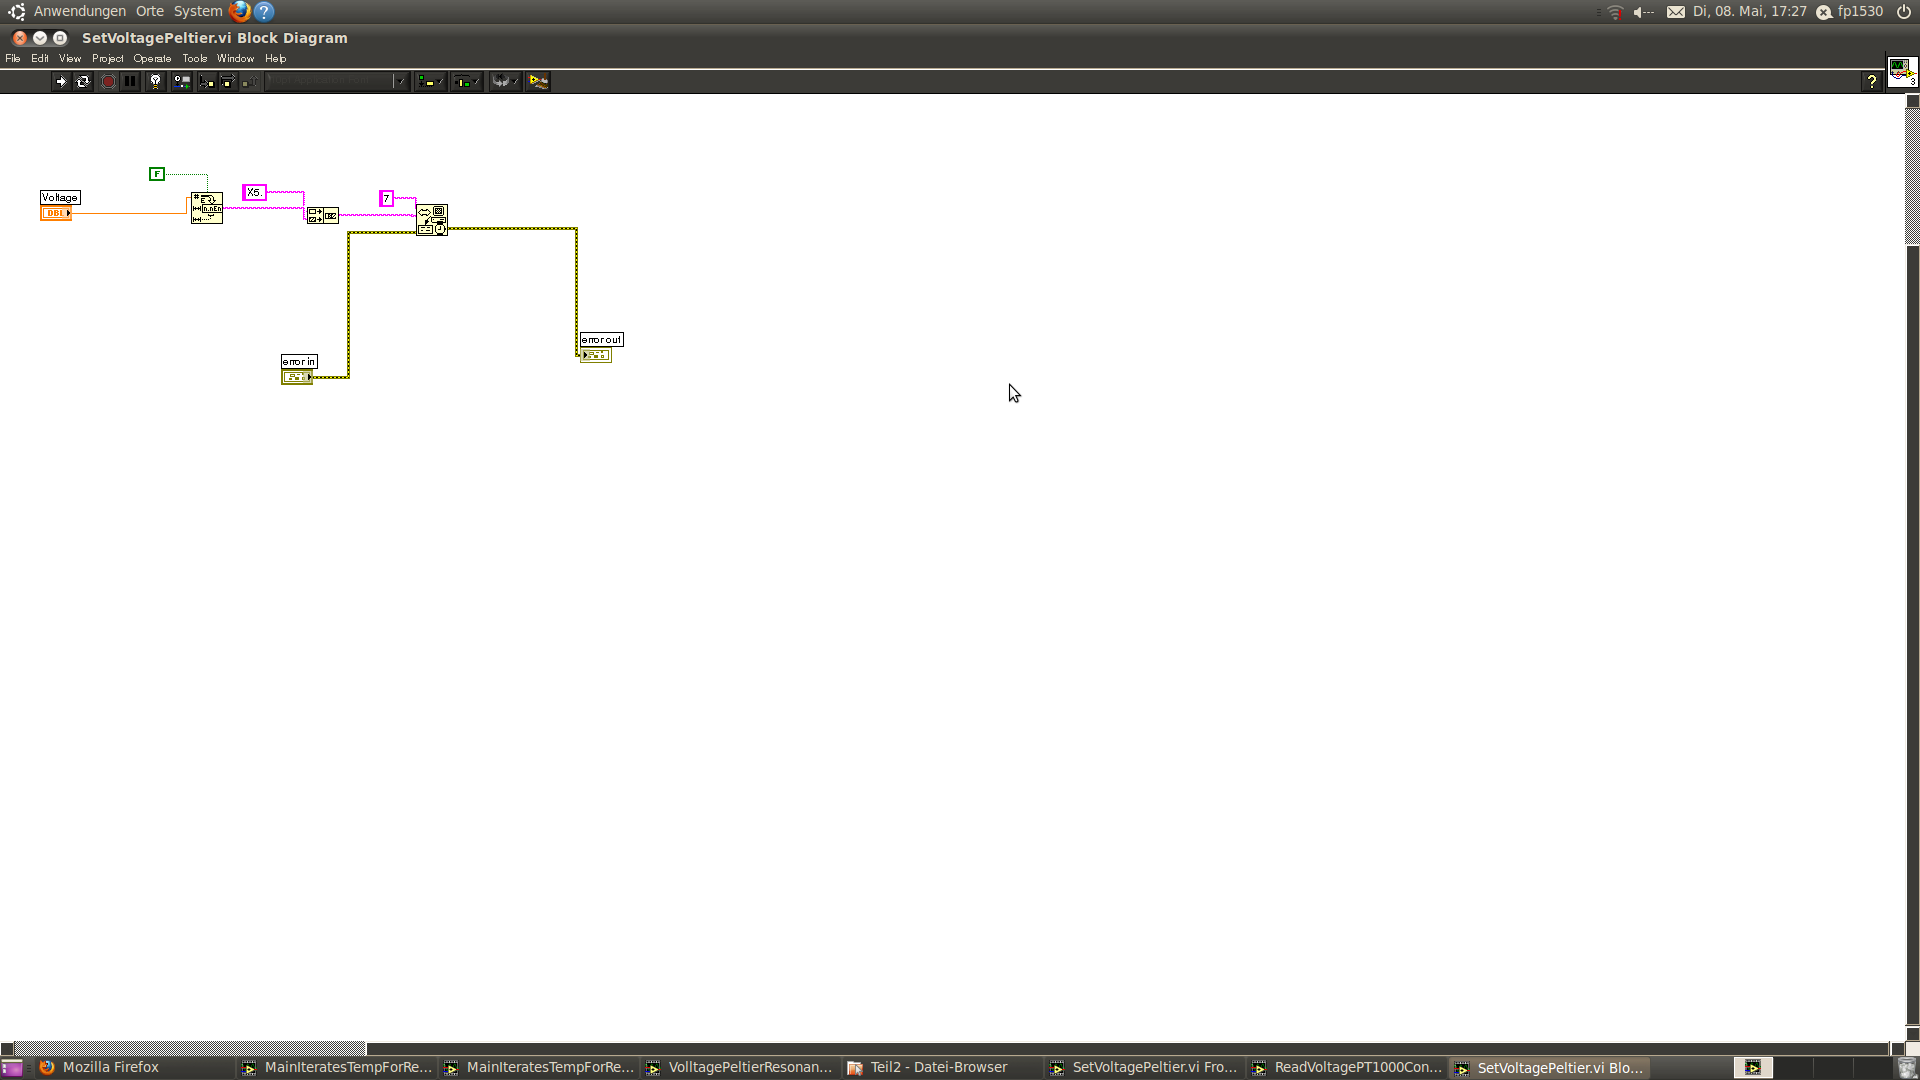 Anwendungen Orte System ?
Di, 08. Mai, 17:27 fp1530
SetVoltagePeltier.vi Block Diagram
File Edit View Project Operate Tools Window Help
?
3
F
Voltage
DBL
#
n.nEn
X5.
7
error out
error in
Mozilla Firefox MainIteratesTempForRe... MainIteratesTempForRe... VolltagePeltierResonan... Teil2 - Datei-Browser SetVoltagePeltier.vi Fro... ReadVoltagePT1000Con... SetVoltagePeltier.vi Blo...